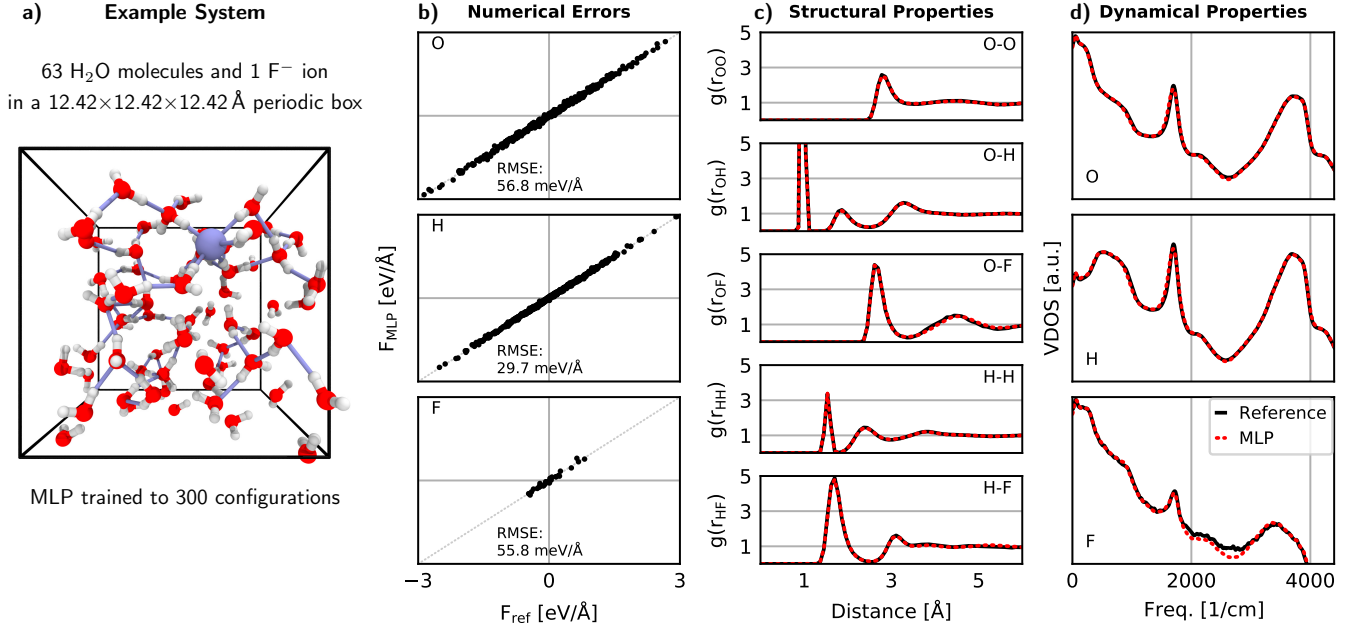 a) Example System
63 H₂O molecules and 1 F⁻ ion
in a 12.42×12.42×12.42 Å periodic box
MLP trained to 300 configurations
b) Numerical Errors
O
RMSE:
56.8 meV/Å
H
RMSE:
29.7 meV/Å
F
RMSE:
55.8 meV/Å
F_MLP [eV/Å]
−3 0 3
F_ref [eV/Å]
c) Structural Properties
5
3
1
g(r_OO)
O-O
5
3
1
g(r_OH)
O-H
5
3
1
g(r_OF)
O-F
5
3
1
g(r_HH)
H-H
5
3
1
g(r_HF)
H-F
1 3 5
Distance [Å]
d) Dynamical Properties
O
VDOS [a.u.]
H
Reference
MLP
F
0 2000 4000
Freq. [1/cm]